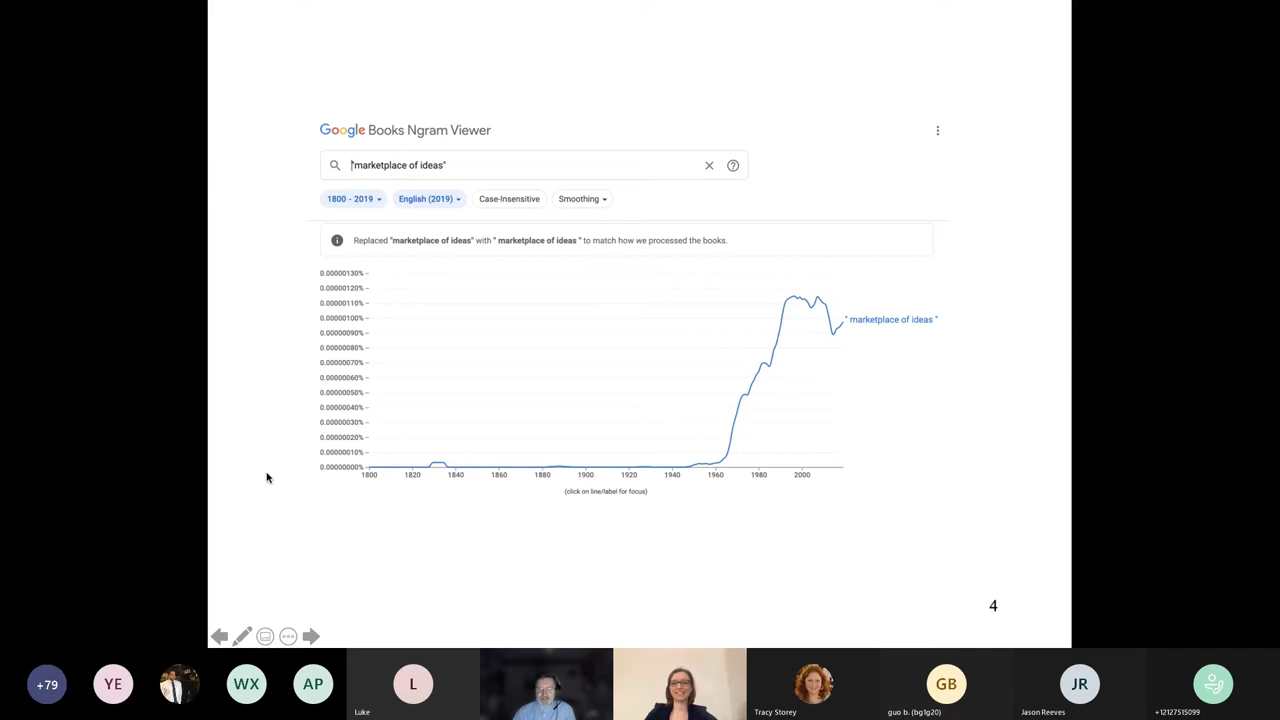 Google Books Ngram Viewer
"marketplace of ideas"
1800 - 2019
English (2019)
Case-Insensitive
Smoothing
Replaced "marketplace of ideas" with " marketplace of ideas " to match how we processed the books.
0.00000130%
0.00000120%
0.00000110%
0.00000100%
0.00000090%
0.00000080%
0.00000070%
0.00000060%
0.00000050%
0.00000040%
0.00000030%
0.00000020%
0.00000010%
0.00000000%
" marketplace of ideas "
1800 1820 1840 1860 1880 1900 1920 1940 1960 1980 2000
(click on line/label for focus)
4
+79
YE
WX
AP
L
GB
JR
Luke
Tracy Storey
guo b. (bg1g20)
Jason Reeves
+12127515099